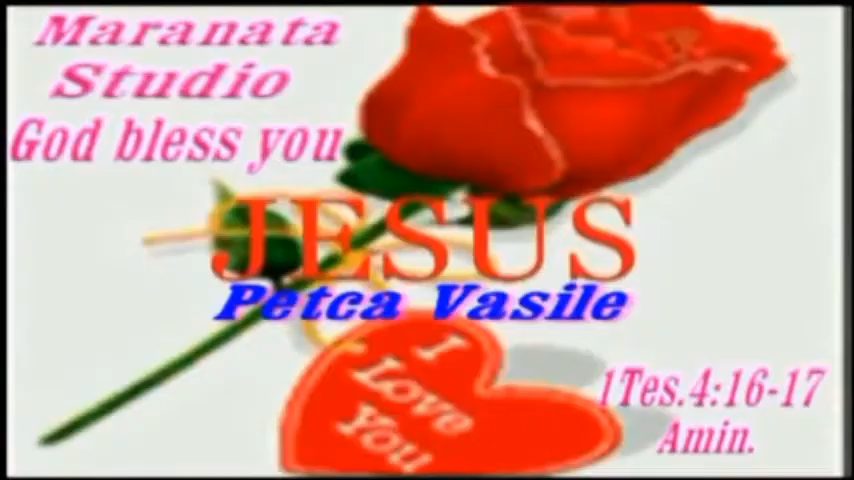 Maranata
Studio
God bless you
JESUS
Petca Vasile
I
Love
You
1Tes.4:16-17
Amin.